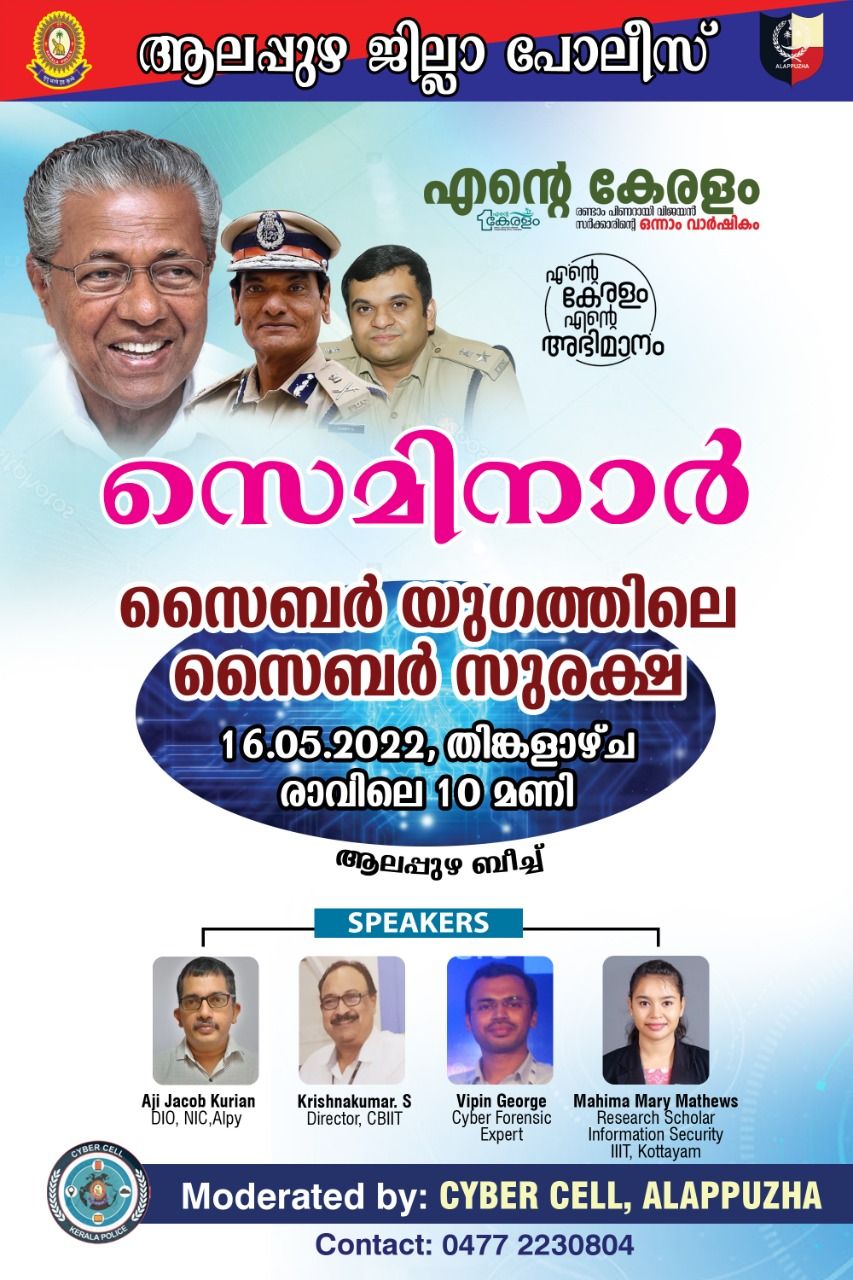 ആലപ്പുഴ ജില്ലാ പോലീസ്
ALAPPUZHA
എന്റെ കേരളം
എന്റെ
കേരളം
രണ്ടാം പിണറായി വിജയൻ
സർക്കാരിന്റെ ഒന്നാം വാർഷികം
എന്റെ
കേരളം
എന്റെ
അഭിമാനം
സെമിനാർ
സൈബർ യുഗത്തിലെ
സൈബർ സുരക്ഷ
16.05.2022, തിങ്കളാഴ്ച
രാവിലെ 10 മണി
ആലപ്പുഴ ബീച്ച്
SPEAKERS
Aji Jacob Kurian
DIO, NIC,Alpy
Krishnakumar. S
Director, CBIIT
Vipin George
Cyber Forensic
Expert
Mahima Mary Mathews
Research Scholar
Information Security
IIIT, Kottayam
CYBER CELL
KERALA POLICE
Moderated by: CYBER CELL, ALAPPUZHA
Contact: 0477 2230804